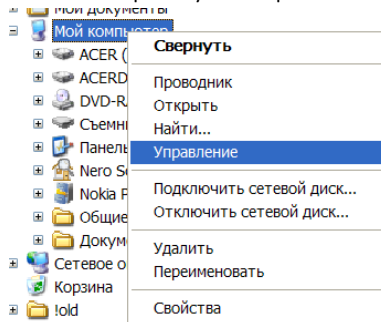 Мои документы
Мой компьютер
ACER (
ACERD
DVD-R
Съемн
Панель
Nero S
Nokia P
Общие
Докум
Сетевое о
Корзина
!old
Свернуть
Проводник
Открыть
Найти...
Управление
Подключить сетевой диск...
Отключить сетевой диск...
Удалить
Переименовать
Свойства